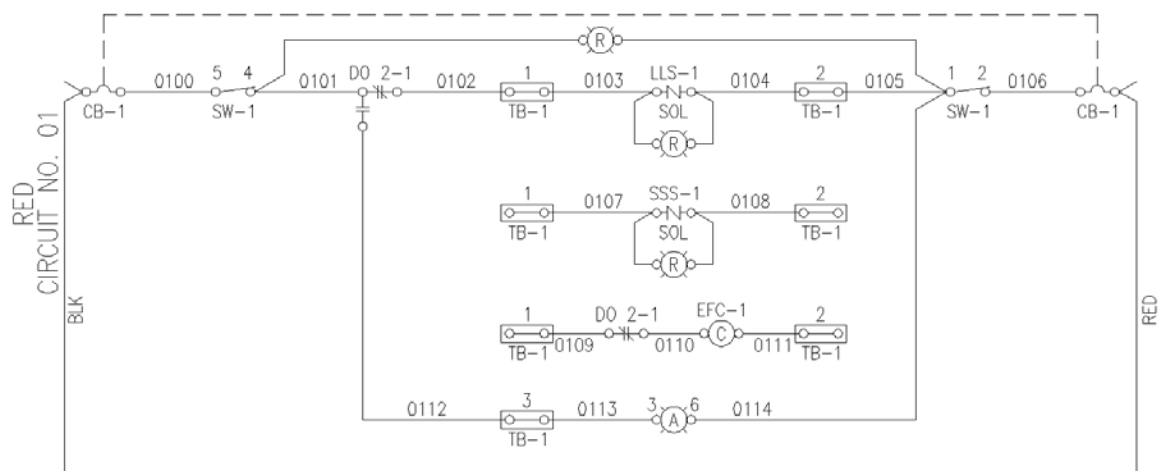 R
0100
5 4
0101
DO 2-1
0102
1
0103
LLS-1
0104
2
0105
1 2
0106
CB-1
SW-1
TB-1
SOL
TB-1
SW-1
CB-1
R
RED
CIRCUIT NO. 01
1
0107
SSS-1
0108
2
TB-1
SOL
TB-1
R
BLK
RED
1
DO 2-1
EFC-1
2
0109
0110
C
0111
TB-1
TB-1
0112
3
0113
3 A 6
0114
TB-1